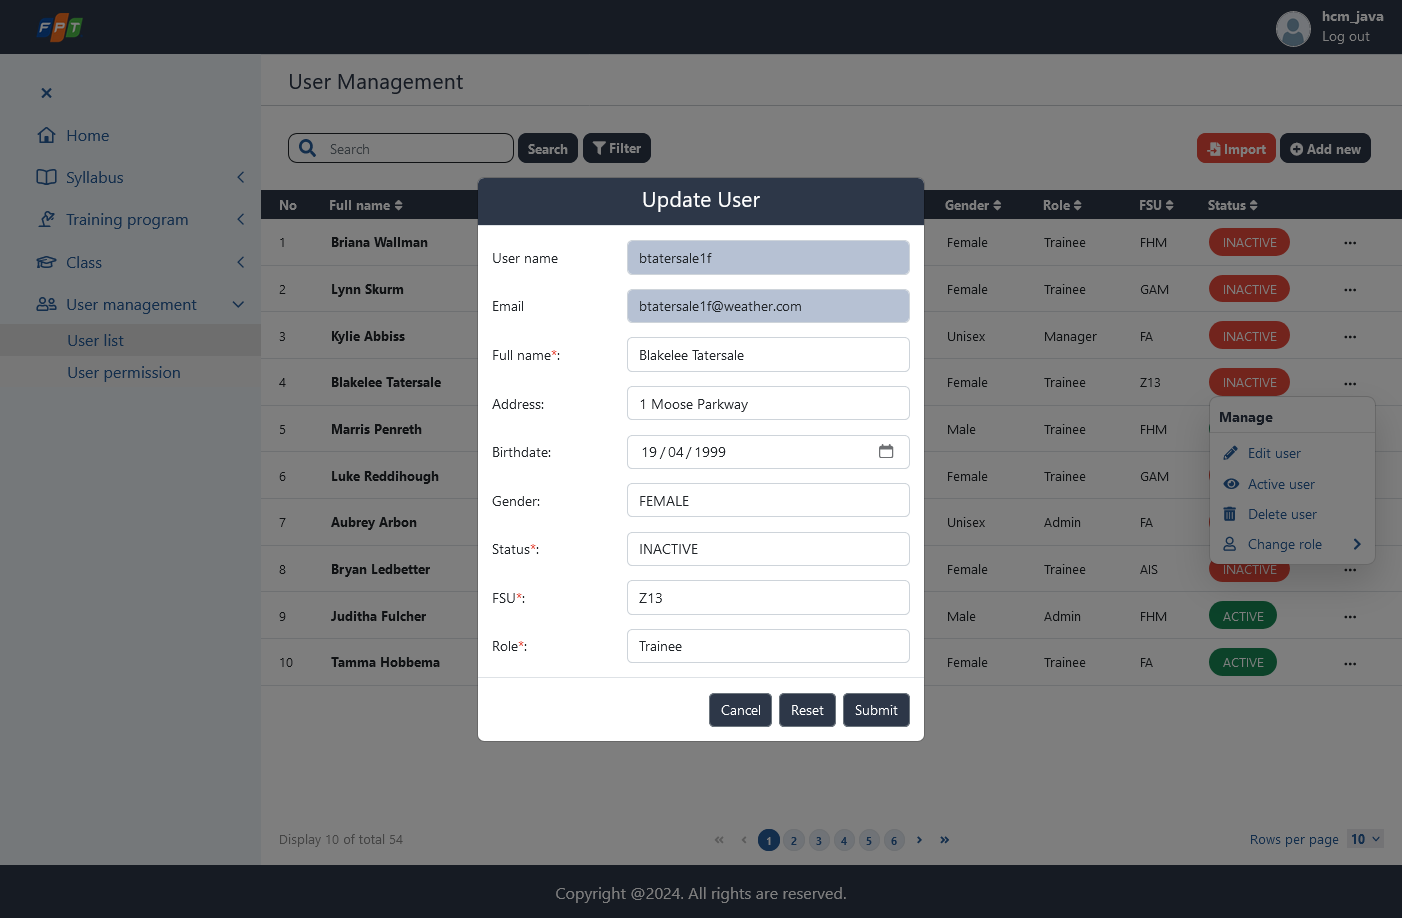 FPT
hcm_java
Log out
Home
Syllabus
Training program
Class
User management
User list
User permission
User Management
Search
Search
Filter
Import
Add new
No Full name Gender Role FSU Status
1 Briana Wallman Female Trainee FHM INACTIVE ...
2 Lynn Skurm Female Trainee GAM INACTIVE ...
3 Kylie Abbiss Unisex Manager FA INACTIVE ...
4 Blakelee Tatersale Female Trainee Z13 INACTIVE ...
5 Marris Penreth Male Trainee FHM
6 Luke Reddihough Female Trainee GAM
7 Aubrey Arbon Unisex Admin FA
8 Bryan Ledbetter Female Trainee AIS INACTIVE ...
9 Juditha Fulcher Male Admin FHM ACTIVE ...
10 Tamma Hobbema Female Trainee FA ACTIVE ...
Manage
Edit user
Active user
Delete user
Change role
Update User
User name btatersale1f
Email btatersale1f@weather.com
Full name*: Blakelee Tatersale
Address: 1 Moose Parkway
Birthdate: 19/04/1999
Gender: FEMALE
Status*: INACTIVE
FSU*: Z13
Role*: Trainee
Cancel Reset Submit
Display 10 of total 54
« ‹ 1 2 3 4 5 6 › »
Rows per page 10
Copyright @2024. All rights are reserved.